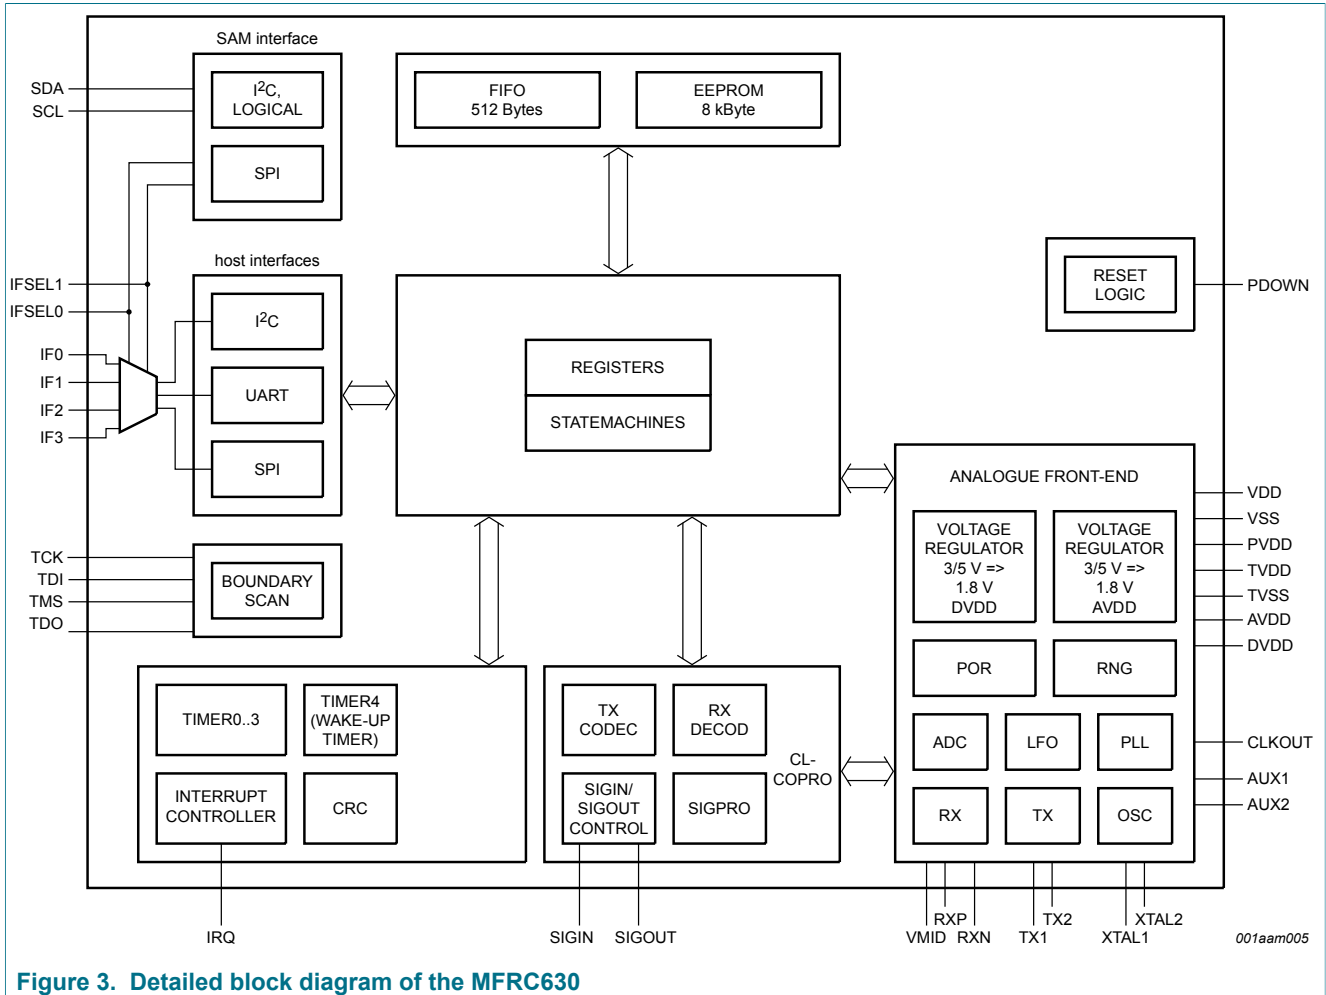 SAM interface
SDA
SCL
I2C,
LOGICAL
SPI
FIFO
512 Bytes
EEPROM
8 kByte
host interfaces
IFSEL1
IFSEL0
IF0
IF1
IF2
IF3
I2C
UART
SPI
REGISTERS
STATEMACHINES
RESET
LOGIC
PDOWN
TCK
TDI
TMS
TDO
BOUNDARY
SCAN
ANALOGUE FRONT-END
VOLTAGE
REGULATOR
3/5 V =>
1.8 V
DVDD
VOLTAGE
REGULATOR
3/5 V =>
1.8 V
AVDD
POR
RNG
ADC
LFO
PLL
RX
TX
OSC
VDD
VSS
PVDD
TVDD
TVSS
AVDD
DVDD
CLKOUT
AUX1
AUX2
TIMER0..3
TIMER4
(WAKE-UP
TIMER)
INTERRUPT
CONTROLLER
CRC
TX
CODEC
RX
DECOD
SIGIN/
SIGOUT
CONTROL
SIGPRO
CL-
COPRO
IRQ
SIGIN
SIGOUT
VMID
RXP
RXN
TX1
TX2
XTAL1
XTAL2
001aam005
Figure 3. Detailed block diagram of the MFRC630